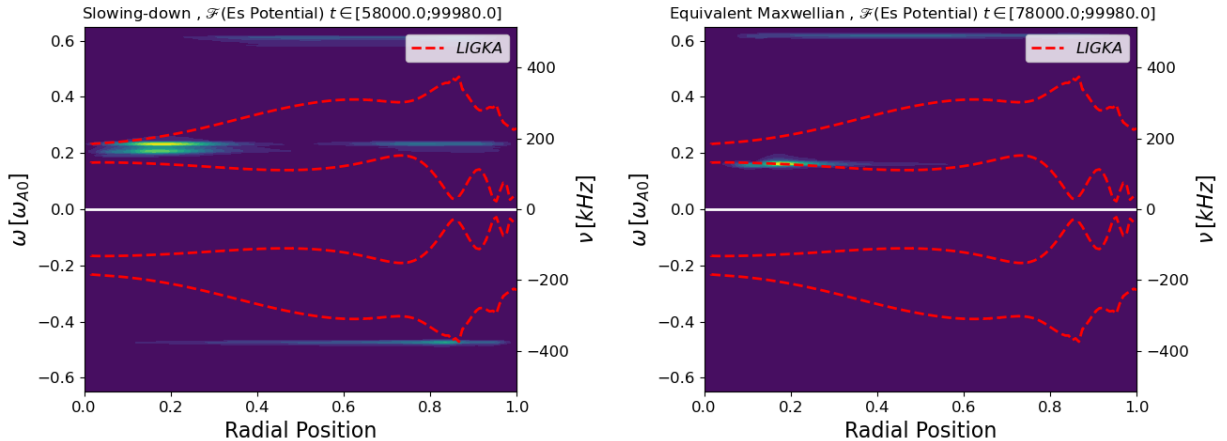 Slowing-down , ℱ(Es Potential) t ∈ [58000.0;99980.0]
0.6
0.4
0.2
0.0
−0.2
−0.4
−0.6
ω [ω_{A0}]
LIGKA
400
200
0
−200
−400
ν [kHz]
0.0 0.2 0.4 0.6 0.8 1.0
Radial Position
Equivalent Maxwellian , ℱ(Es Potential) t ∈ [78000.0;99980.0]
0.6
0.4
0.2
0.0
−0.2
−0.4
−0.6
ω [ω_{A0}]
LIGKA
400
200
0
−200
−400
ν [kHz]
0.0 0.2 0.4 0.6 0.8 1.0
Radial Position